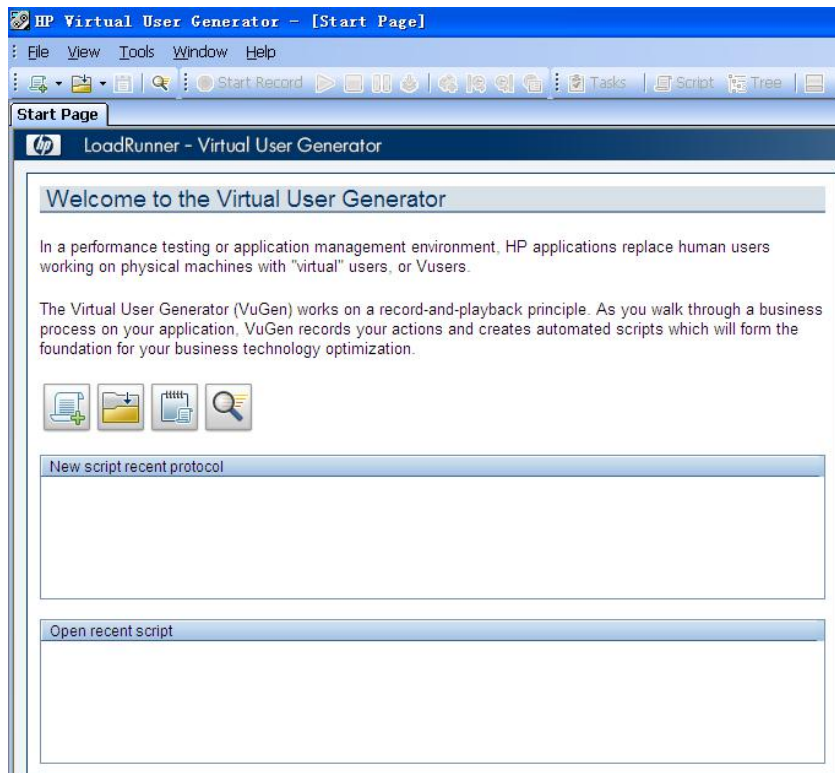 HP Virtual User Generator - [Start Page]
File View Tools Window Help
Start Record Tasks Script Tree
Start Page
hp LoadRunner - Virtual User Generator
Welcome to the Virtual User Generator
In a performance testing or application management environment, HP applications replace human users
working on physical machines with "virtual" users, or Vusers.
The Virtual User Generator (VuGen) works on a record-and-playback principle. As you walk through a business
process on your application, VuGen records your actions and creates automated scripts which will form the
foundation for your business technology optimization.
New script recent protocol
Open recent script